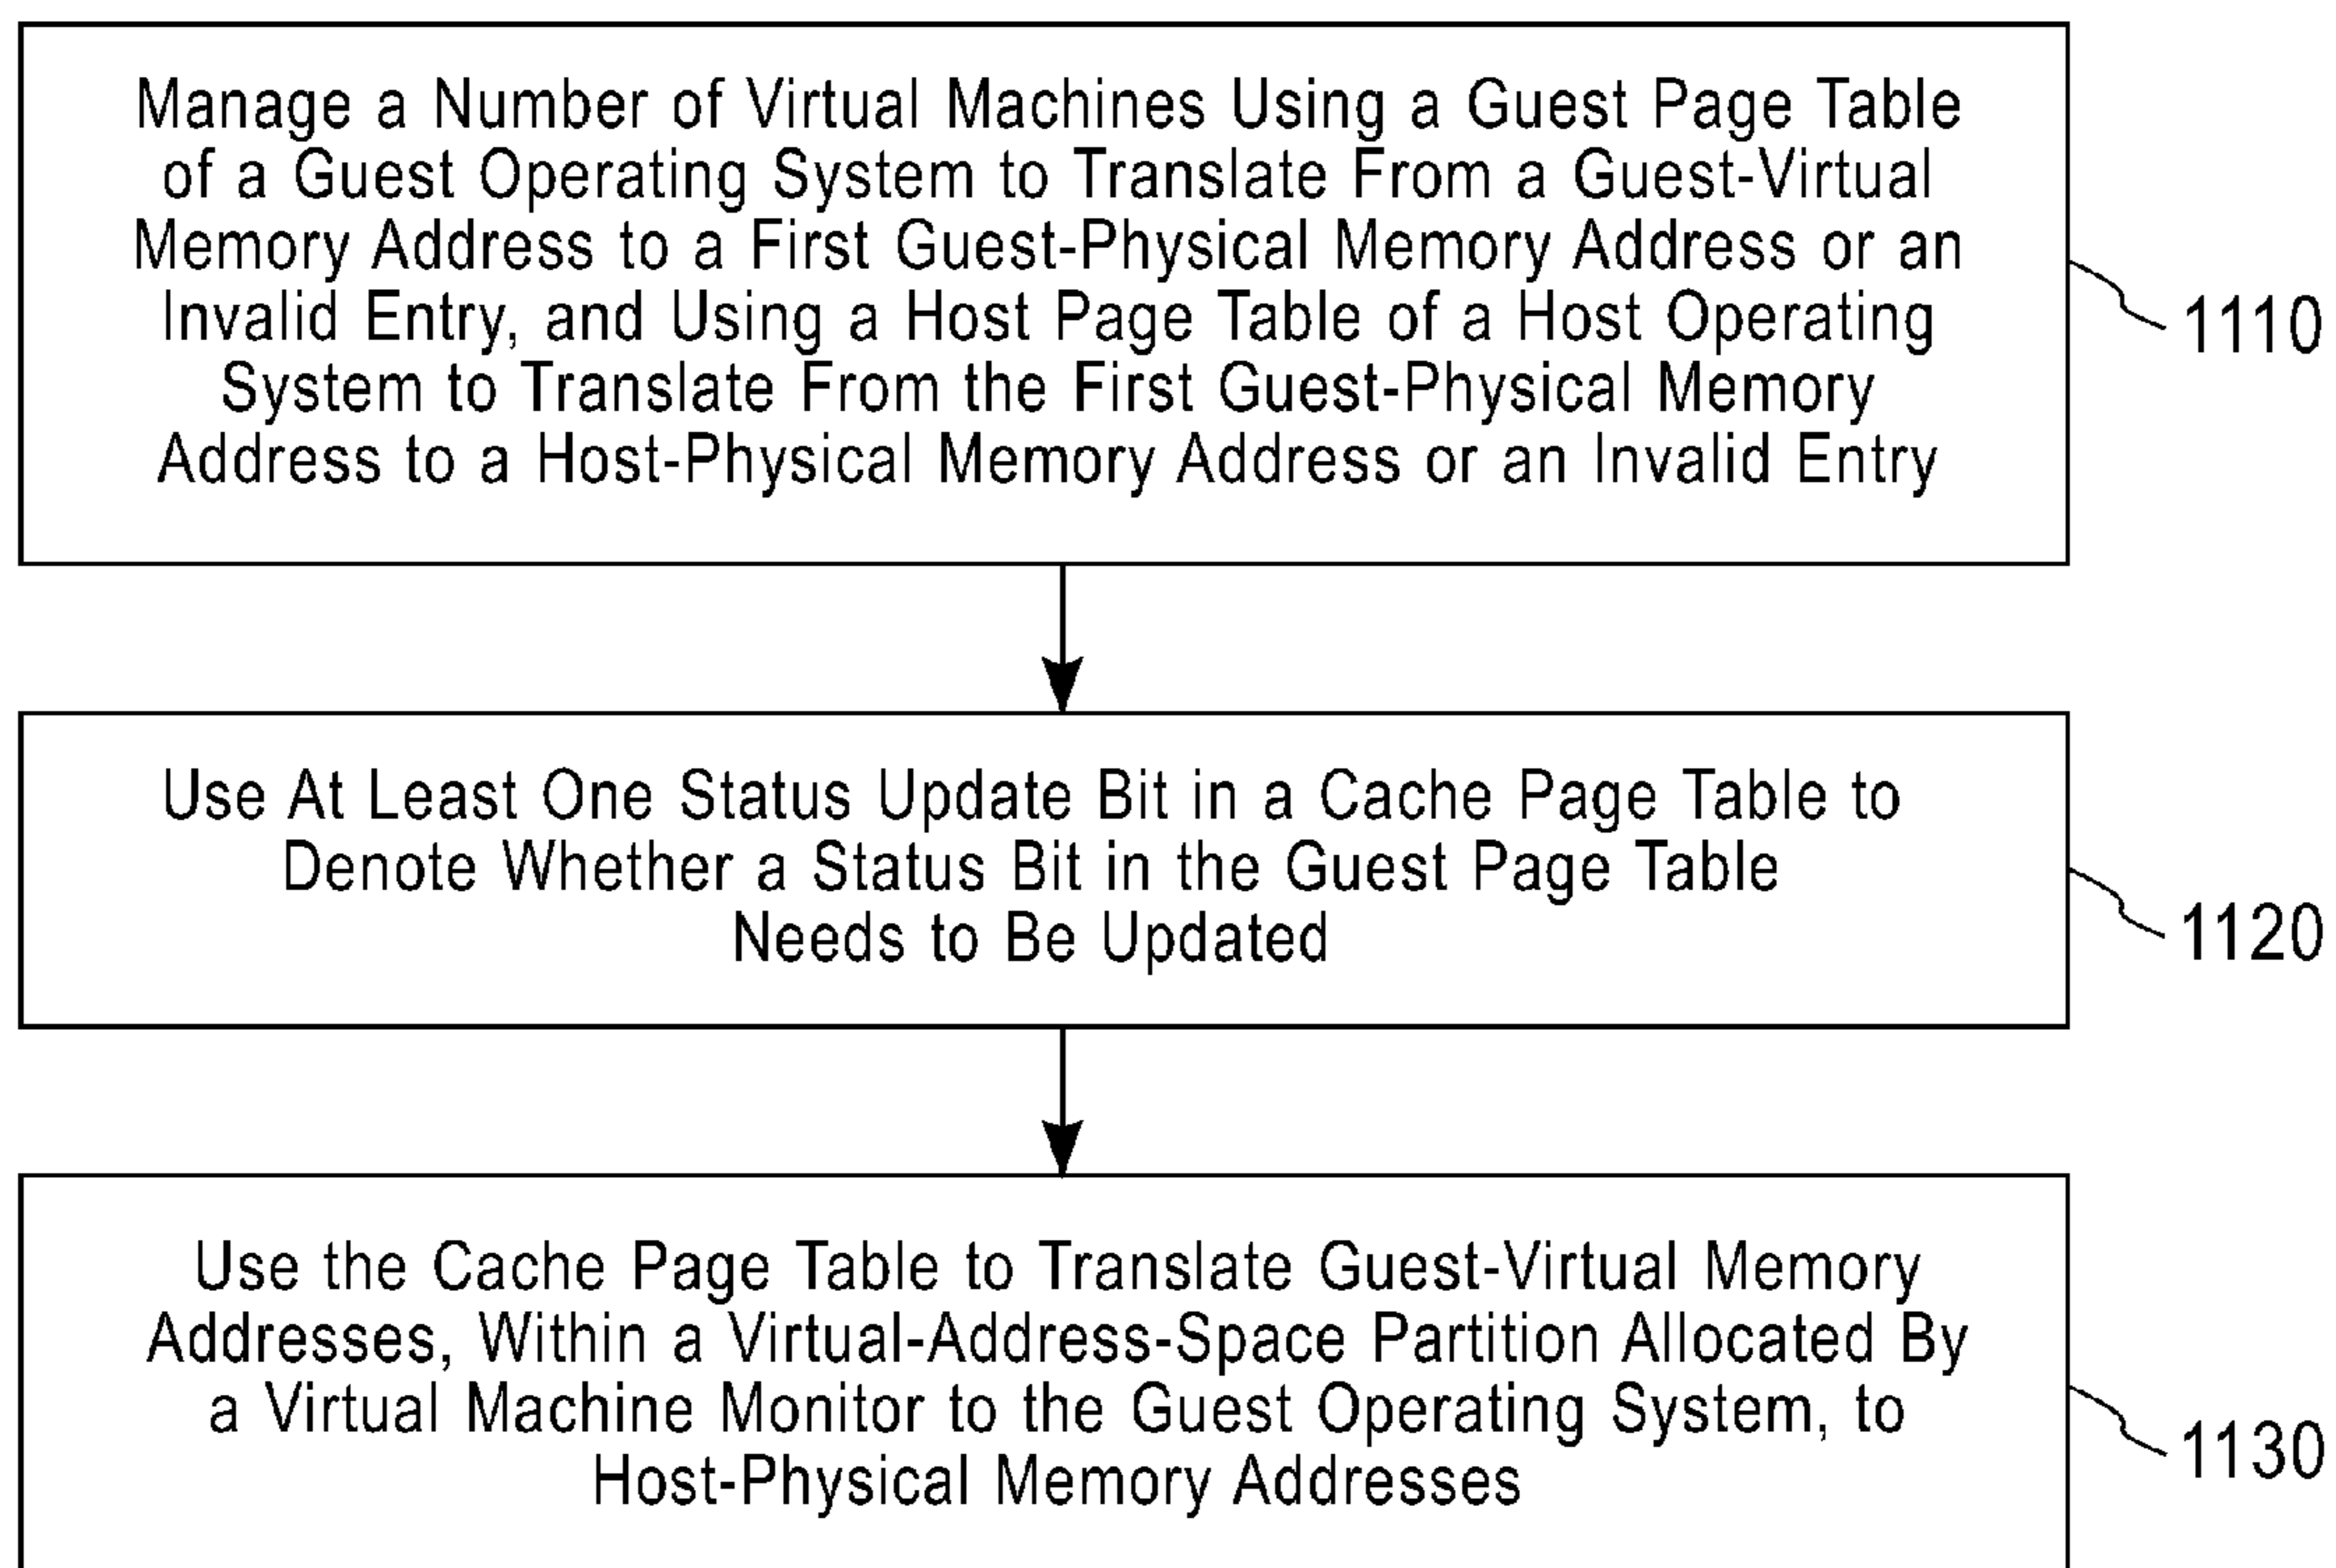 Manage a Number of Virtual Machines Using a Guest Page Table
of a Guest Operating System to Translate From a Guest-Virtual
Memory Address to a First Guest-Physical Memory Address or an
Invalid Entry, and Using a Host Page Table of a Host Operating
System to Translate From the First Guest-Physical Memory
Address to a Host-Physical Memory Address or an Invalid Entry
1110
Use At Least One Status Update Bit in a Cache Page Table to
Denote Whether a Status Bit in the Guest Page Table
Needs to Be Updated
1120
Use the Cache Page Table to Translate Guest-Virtual Memory
Addresses, Within a Virtual-Address-Space Partition Allocated By
a Virtual Machine Monitor to the Guest Operating System, to
Host-Physical Memory Addresses
1130